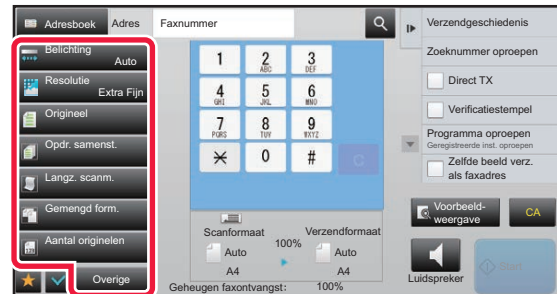 Adresboek
Adres
Faxnummer
Belichting
Auto
Resolutie
Extra Fijn
Origineel
Opdr. samenst.
Langz. scanm.
Gemengd form.
Aantal originelen
Overige
1
2
ABC
3
DEF
4
GHI
5
JKL
6
MNO
7
PQRS
8
TUV
9
WXYZ
0
#
C
Scanformaat
Auto
A4
100%
Verzendformaat
Auto
A4
Geheugen faxontvangst: 100%
Verzendgeschiedenis
Zoeknummer oproepen
Direct TX
Verificatiestempel
Programma oproepen
Geregistreerde inst. oproepen
Zelfde beeld verz.
als faxadres
Voorbeeld-
weergave
CA
Luidspreker
Start